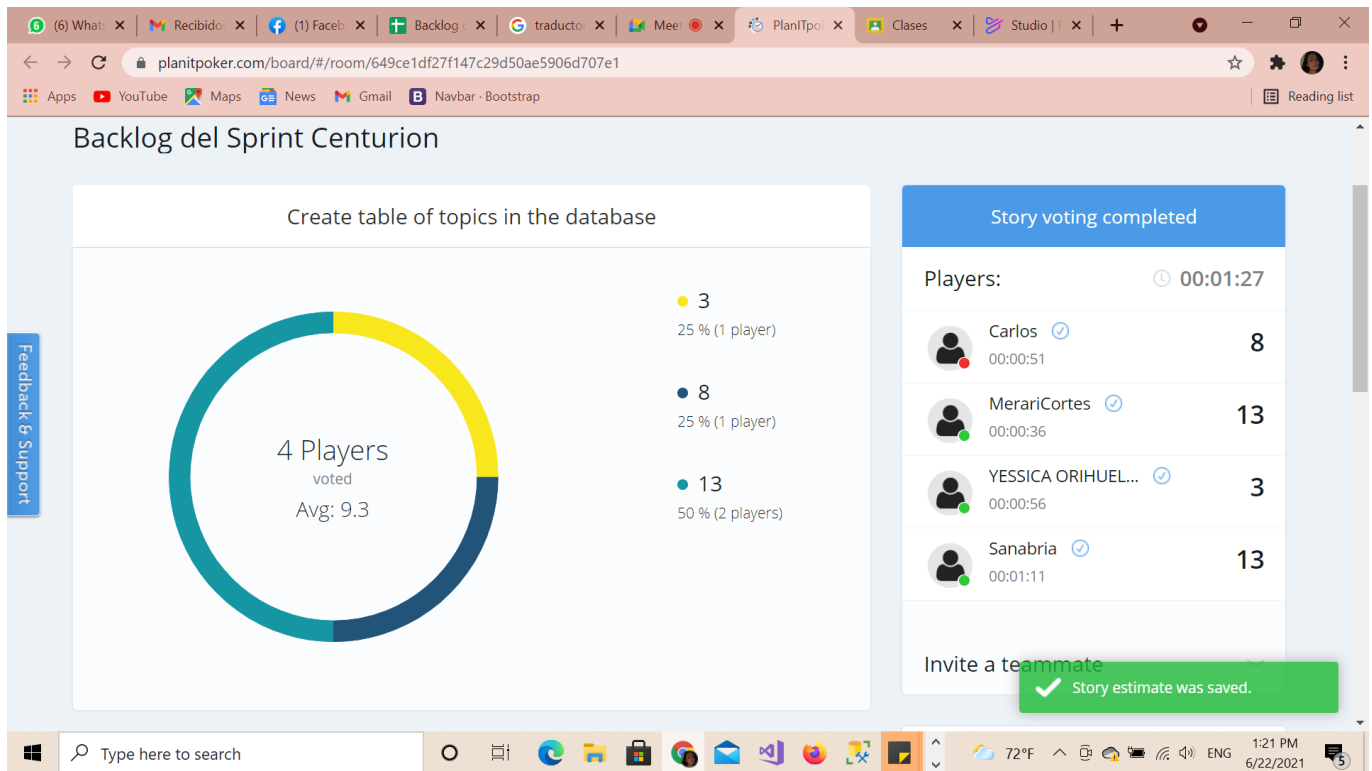 (6) Whats
Recibidos
(1) Faceb
Backlog
traductor
Meet
PlanITpo
Clases
Studio |
planitpoker.com/board/#/room/649ce1df27f147c29d50ae5906d707e1
Apps
YouTube
Maps
News
Gmail
B Navbar · Bootstrap
Reading list
Backlog del Sprint Centurion
Create table of topics in the database
4 Players
voted
Avg: 9.3
3
25 % (1 player)
8
25 % (1 player)
13
50 % (2 players)
Story voting completed
Players:
00:01:27
Carlos
00:00:51
8
MerariCortes
00:00:36
13
YESSICA ORIHUEL...
00:00:56
3
Sanabria
00:01:11
13
Invite a teammate
Story estimate was saved.
Feedback & Support
Type here to search
72°F
ENG
1:21 PM
6/22/2021
5